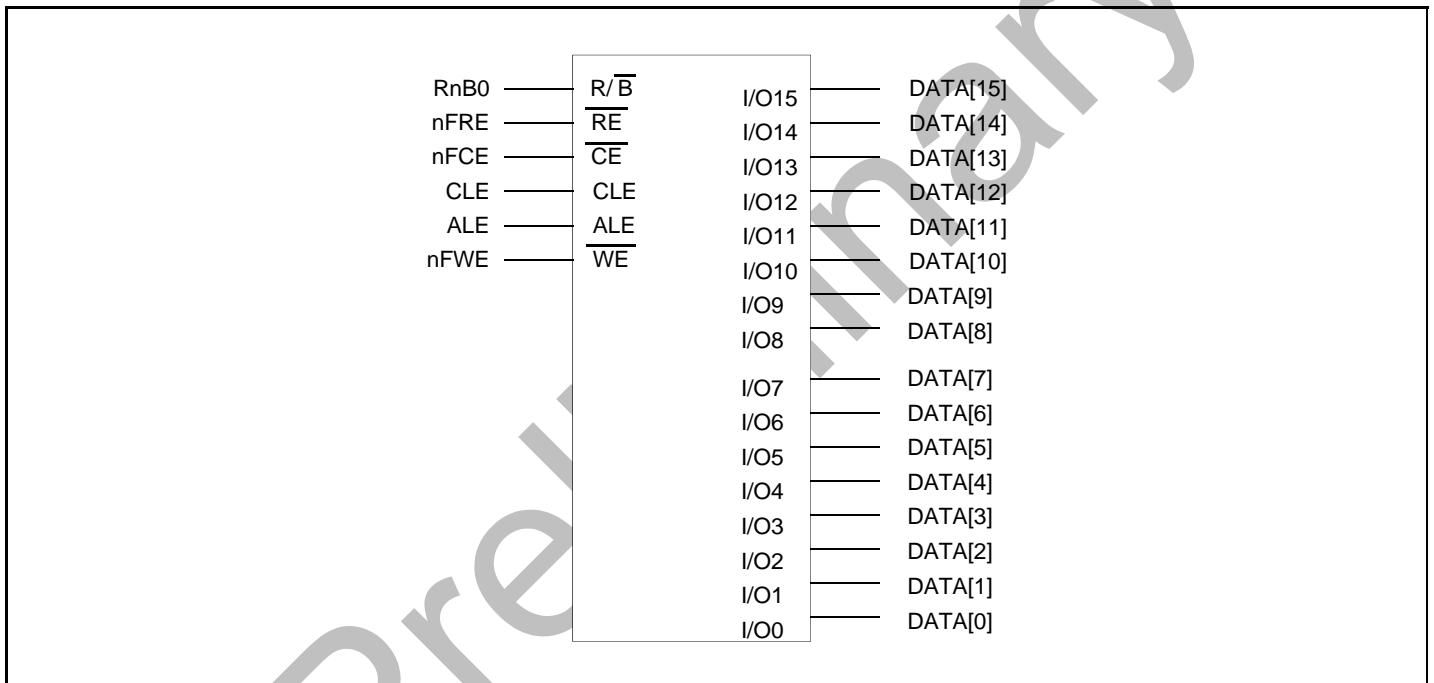 RnB0 R/B I/O15 DATA[15]
nFRE RE I/O14 DATA[14]
nFCE CE I/O13 DATA[13]
CLE CLE I/O12 DATA[12]
ALE ALE I/O11 DATA[11]
nFWE WE I/O10 DATA[10]
I/O9 DATA[9]
I/O8 DATA[8]
I/O7 DATA[7]
I/O6 DATA[6]
I/O5 DATA[5]
I/O4 DATA[4]
I/O3 DATA[3]
I/O2 DATA[2]
I/O1 DATA[1]
I/O0 DATA[0]